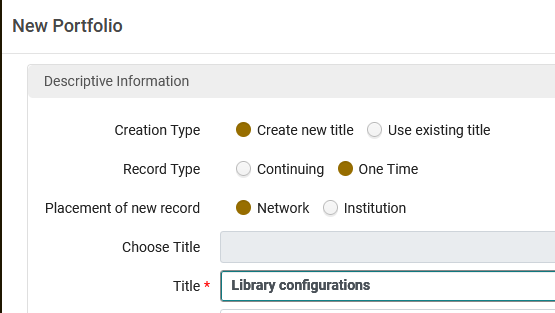 New Portfolio
Descriptive Information
Creation Type Create new title Use existing title
Record Type Continuing One Time
Placement of new record Network Institution
Choose Title
Title * Library configurations